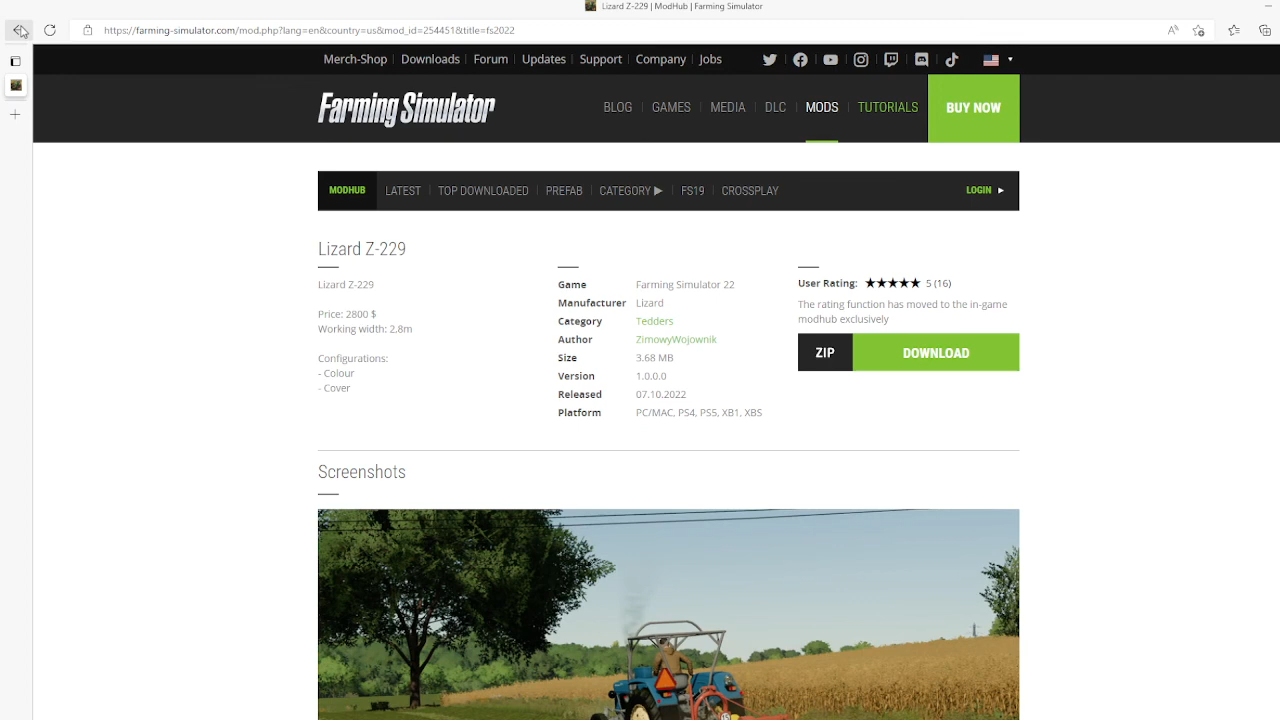 Lizard Z-229 | ModHub | Farming Simulator
https://farming-simulator.com/mod.php?lang=en&country=us&mod_id=254451&title=fs2022
Merch-Shop Downloads Forum Updates Support Company Jobs
Farming Simulator
BLOG GAMES MEDIA DLC MODS TUTORIALS BUY NOW
MODHUB LATEST TOP DOWNLOADED PREFAB CATEGORY ▶ FS19 CROSSPLAY LOGIN ▶
Lizard Z-229
Lizard Z-229
Price: 2800 $
Working width: 2.8m
Configurations:
- Colour
- Cover
Game Farming Simulator 22
Manufacturer Lizard
Category Tedders
Author ZimowyWojownik
Size 3.68 MB
Version 1.0.0.0
Released 07.10.2022
Platform PC/MAC, PS4, PS5, XB1, XBS
User Rating: ★★★★★ 5 (16)
The rating function has moved to the in-game
modhub exclusively
ZIP DOWNLOAD
Screenshots